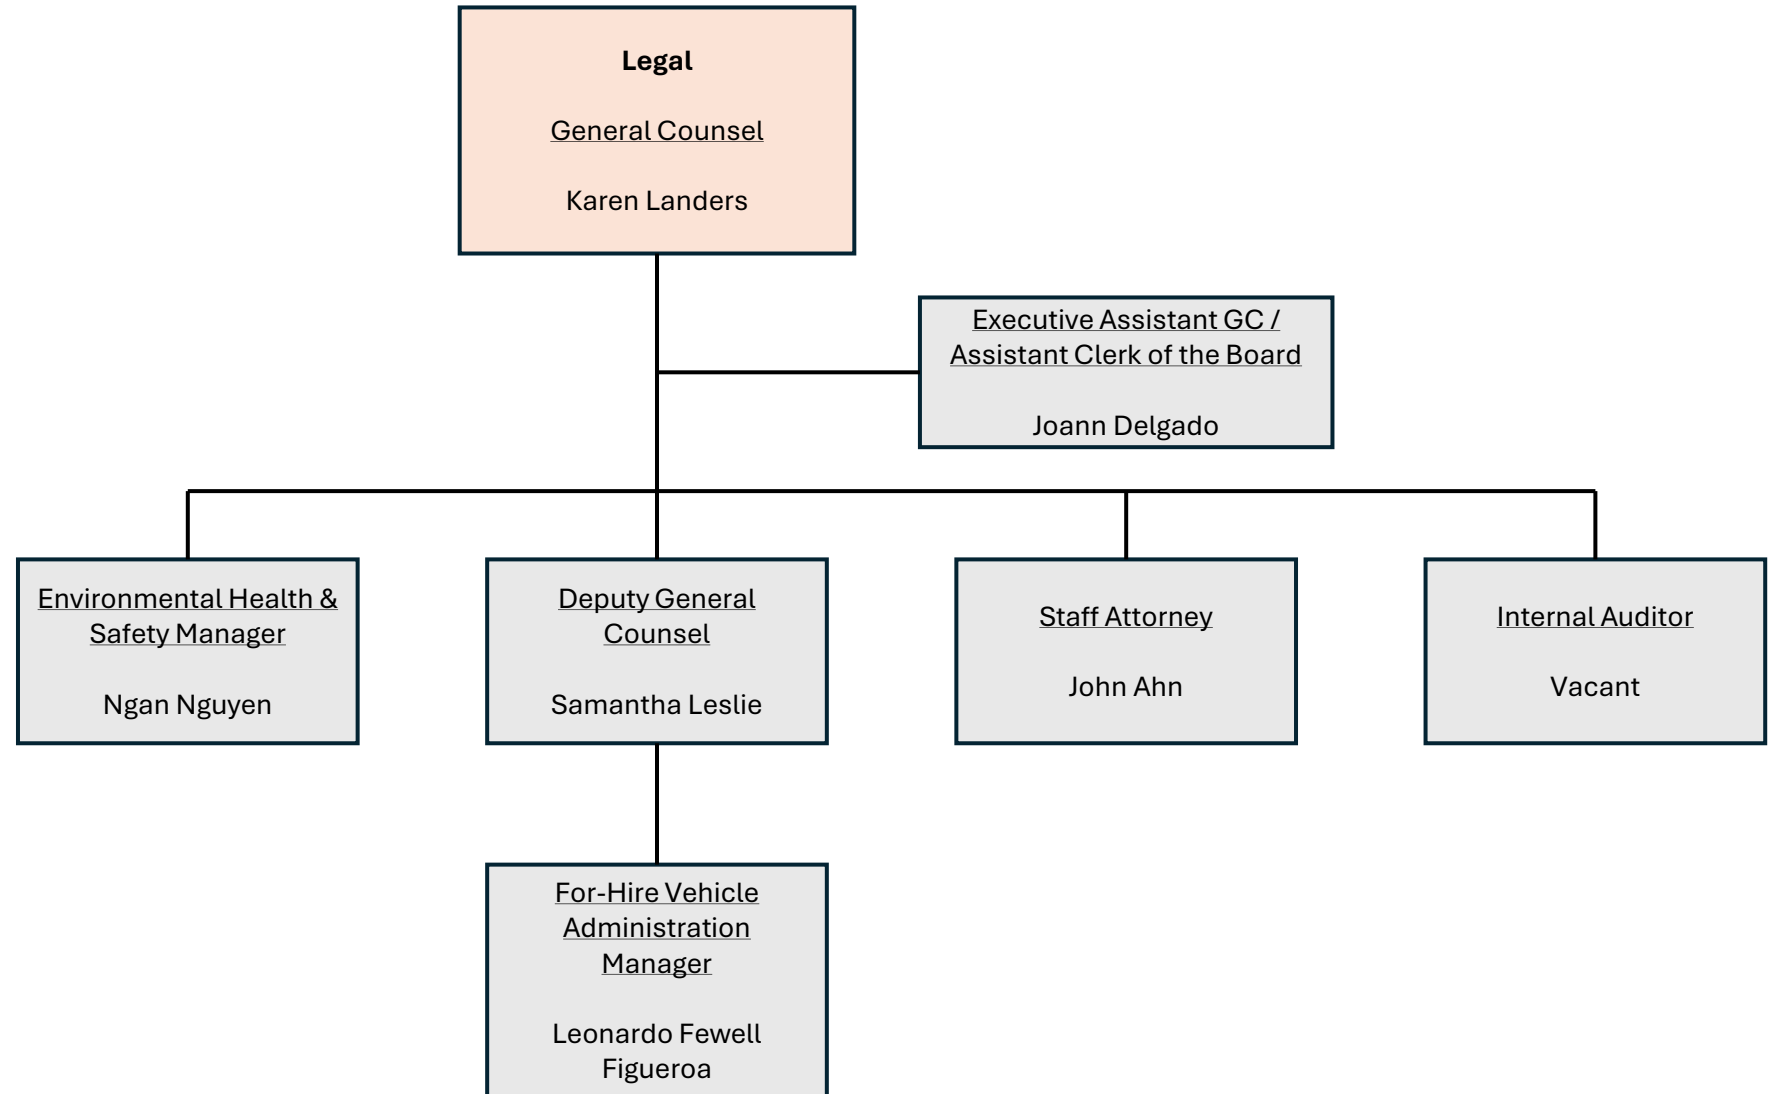 Legal
General Counsel
Karen Landers
Executive Assistant GC /
Assistant Clerk of the Board
Joann Delgado
Environmental Health &
Safety Manager
Ngan Nguyen
Deputy General
Counsel
Samantha Leslie
Staff Attorney
John Ahn
Internal Auditor
Vacant
For-Hire Vehicle
Administration
Manager
Leonardo Fewell
Figueroa